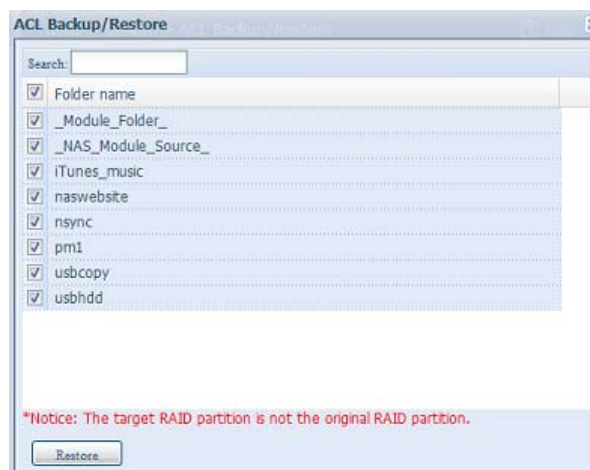 ACL Backup/Restore
Search:
Folder name
_Module_Folder_
_NAS_Module_Source_
iTunes_music
naswebsite
nsync
pm1
usbcopy
usbhdd
*Notice: The target RAID partition is not the original RAID partition.
Restore